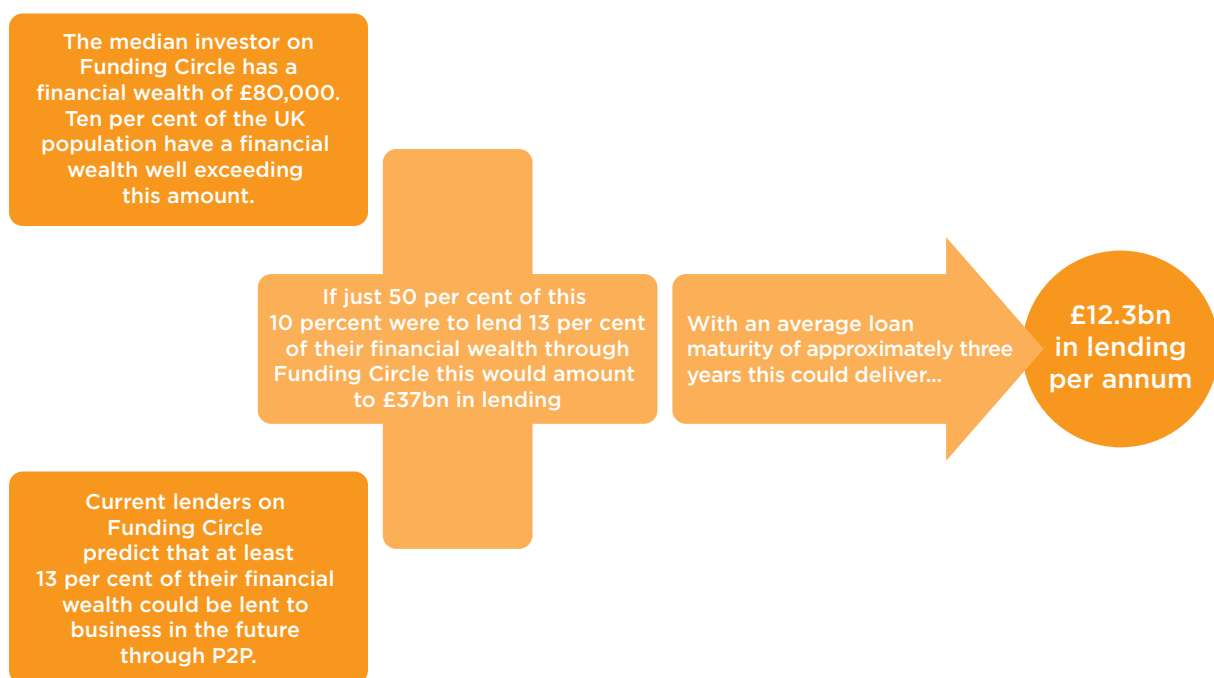 The median investor on
Funding Circle has a
financial wealth of £80,000.
Ten per cent of the UK
population have a financial
wealth well exceeding
this amount.
If just 50 per cent of this
10 percent were to lend 13 per cent
of their financial wealth through
Funding Circle this would amount
to £37bn in lending
With an average loan
maturity of approximately three
years this could deliver...
£12.3bn
in lending
per annum
Current lenders on
Funding Circle
predict that at least
13 per cent of their financial
wealth could be lent to
business in the future
through P2P.